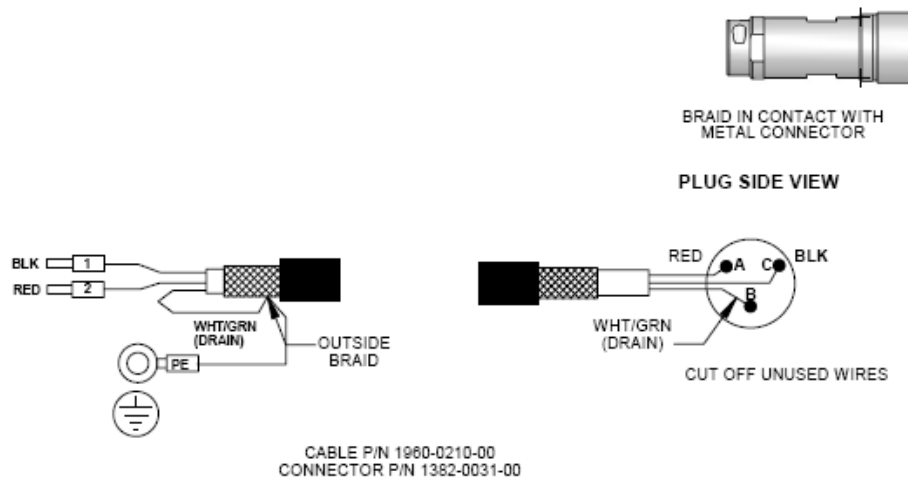 BRAID IN CONTACT WITH
METAL CONNECTOR
PLUG SIDE VIEW
BLK 1
RED 2
WHT/GRN
(DRAIN)
OUTSIDE
BRAID
PE
RED
A
C
BLK
B
WHT/GRN
(DRAIN)
CUT OFF UNUSED WIRES
CABLE P/N 1960-0210-00
CONNECTOR P/N 1382-0031-00